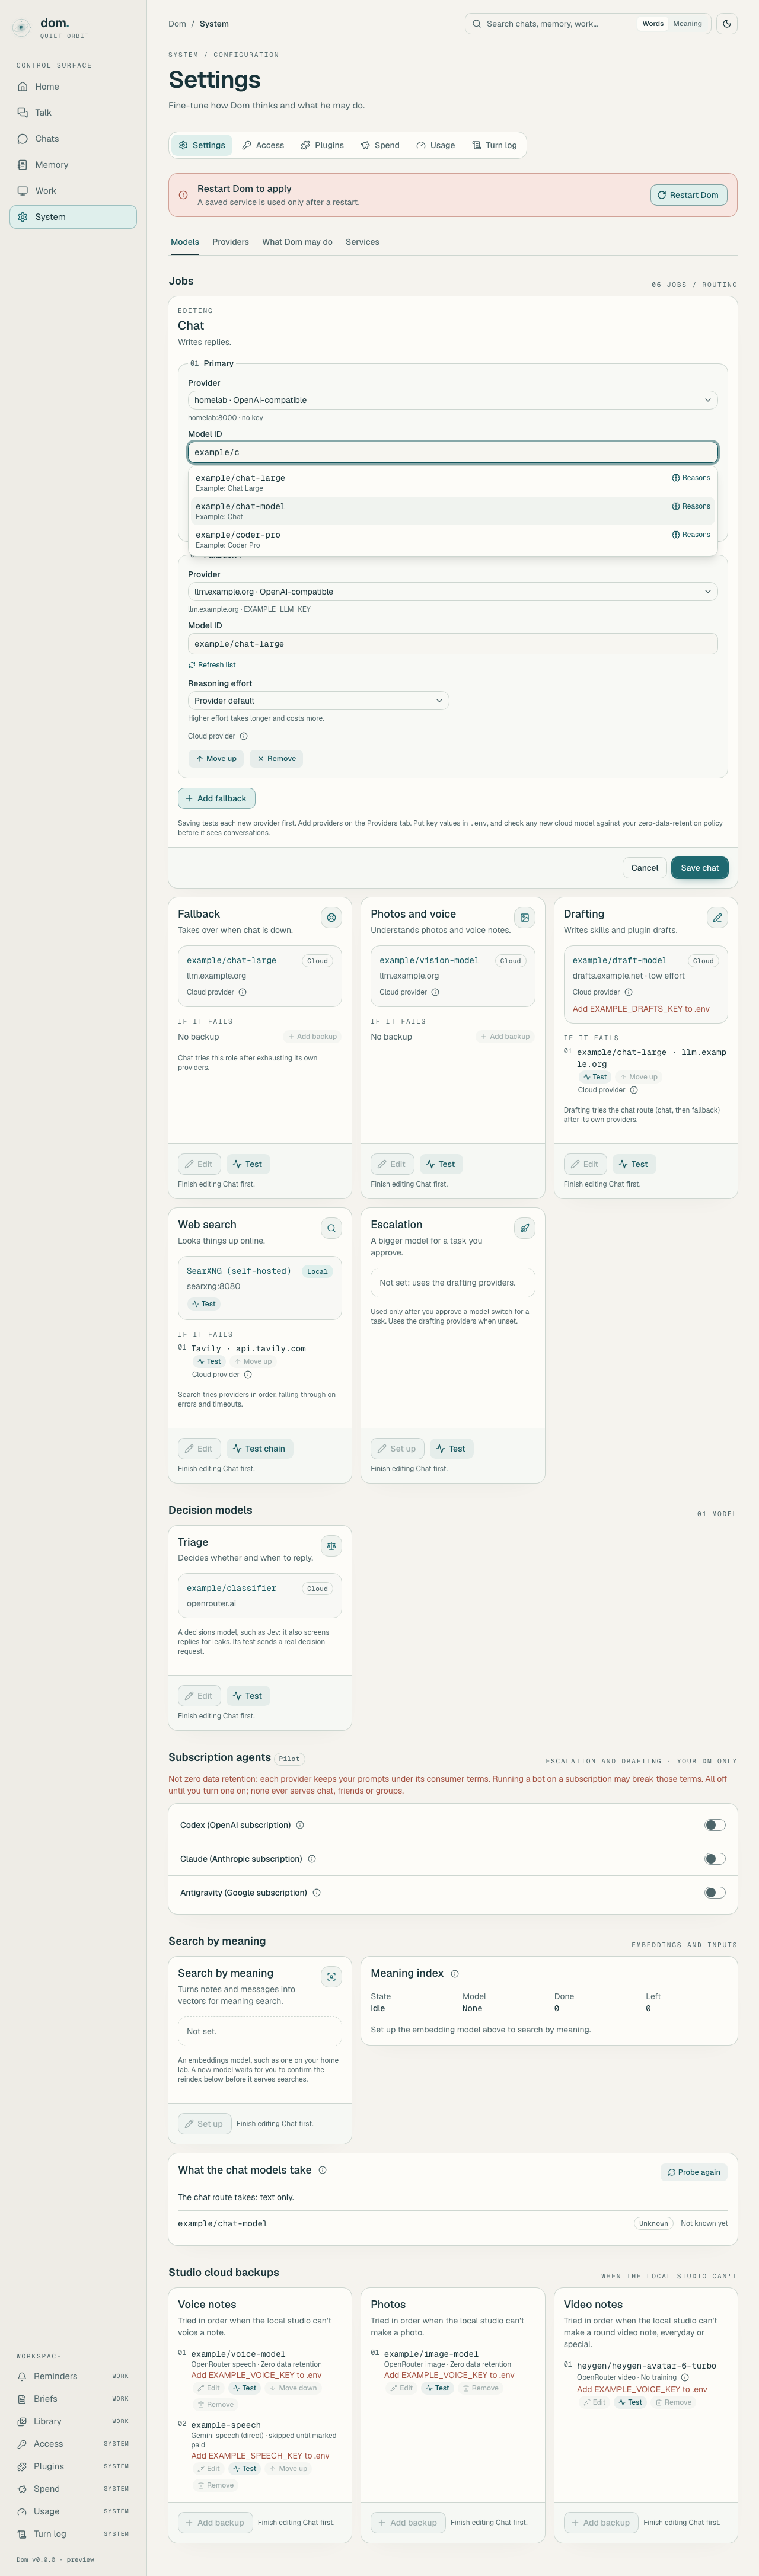 dom.
QUIET ORBIT
CONTROL SURFACE
Home
Talk
Chats
Memory
Work
System
Dom / System
Search chats, memory, work...
Words
Meaning
SYSTEM / CONFIGURATION
Settings
Fine-tune how Dom thinks and what he may do.
Settings
Access
Plugins
Spend
Usage
Turn log
Restart Dom to apply
A saved service is used only after a restart.
Restart Dom
Models
Providers
What Dom may do
Services
Jobs
06 JOBS / ROUTING
EDITING
Chat
Writes replies.
01 Primary
Provider
homelab · OpenAI-compatible
homelab:8000 · no key
Model ID
example/c
example/chat-large
Reasons
Example: Chat Large
example/chat-model
Reasons
Example: Chat
example/coder-pro
Reasons
Example: Coder Pro
Provider
llm.example.org · OpenAI-compatible
llm.example.org · EXAMPLE_LLM_KEY
Model ID
example/chat-large
Refresh list
Reasoning effort
Provider default
Higher effort takes longer and costs more.
Cloud provider
Move up
Remove
Add fallback
Saving tests each new provider first. Add providers on the Providers tab. Put key values in .env, and check any new cloud model against your zero-data-retention policy
before it sees conversations.
Cancel
Save chat
Fallback
Takes over when chat is down.
example/chat-large
Cloud
llm.example.org
Cloud provider
IF IT FAILS
No backup
Add backup
Chat tries this role after exhausting its own
providers.
Edit
Test
Finish editing Chat first.
Photos and voice
Understands photos and voice notes.
example/vision-model
Cloud
llm.example.org
Cloud provider
IF IT FAILS
No backup
Add backup
Edit
Test
Finish editing Chat first.
Drafting
Writes skills and plugin drafts.
example/draft-model
Cloud
drafts.example.net · low effort
Cloud provider
Add EXAMPLE_DRAFTS_KEY to .env
IF IT FAILS
01 example/chat-large · llm.examp
le.org
Test
Move up
Cloud provider
Drafting tries the chat route (chat, then fallback)
after its own providers.
Edit
Test
Finish editing Chat first.
Web search
Looks things up online.
SearXNG (self-hosted)
Local
searxng:8080
Test
IF IT FAILS
01 Tavily · api.tavily.com
Test
Move up
Cloud provider
Search tries providers in order, falling through on
errors and timeouts.
Edit
Test chain
Finish editing Chat first.
Escalation
A bigger model for a task you
approve.
Not set: uses the drafting providers.
Used only after you approve a model switch for a
task. Uses the drafting providers when unset.
Set up
Test
Finish editing Chat first.
Decision models
01 MODEL
Triage
Decides whether and when to reply.
example/classifier
Cloud
openrouter.ai
A decisions model, such as Jev: it also screens
replies for leaks. Its test sends a real decision
request.
Edit
Test
Finish editing Chat first.
Subscription agents
Pilot
ESCALATION AND DRAFTING · YOUR DM ONLY
Not zero data retention: each provider keeps your prompts under its consumer terms. Running a bot on a subscription may break those terms. All off
until you turn one on; none ever serves chat, friends or groups.
Codex (OpenAI subscription)
Claude (Anthropic subscription)
Antigravity (Google subscription)
Search by meaning
EMBEDDINGS AND INPUTS
Search by meaning
Turns notes and messages into
vectors for meaning search.
Not set.
An embeddings model, such as one on your home
lab. A new model waits for you to confirm the
reindex below before it serves searches.
Set up
Finish editing Chat first.
Meaning index
State
Model
Done
Left
Idle
None
0
0
Set up the embedding model above to search by meaning.
What the chat models take
Probe again
The chat route takes: text only.
example/chat-model
Unknown
Not known yet
Studio cloud backups
WHEN THE LOCAL STUDIO CAN'T
Voice notes
Tried in order when the local studio can't
voice a note.
01 example/voice-model
OpenRouter speech · Zero data retention
Add EXAMPLE_VOICE_KEY to .env
Edit
Test
Move down
Remove
02 example-speech
Gemini speech (direct) · skipped until marked
paid
Add EXAMPLE_SPEECH_KEY to .env
Edit
Test
Move up
Remove
Add backup
Finish editing Chat first.
Photos
Tried in order when the local studio can't
make a photo.
01 example/image-model
OpenRouter image · Zero data retention
Add EXAMPLE_VOICE_KEY to .env
Edit
Test
Remove
Add backup
Finish editing Chat first.
Video notes
Tried in order when the local studio can't
make a round video note, everyday or
special.
01 heygen/heygen-avatar-6-turbo
OpenRouter video · No training
Add EXAMPLE_VOICE_KEY to .env
Edit
Test
Remove
Add backup
Finish editing Chat first.
WORKSPACE
Reminders
WORK
Briefs
WORK
Library
WORK
Access
SYSTEM
Plugins
SYSTEM
Spend
SYSTEM
Usage
SYSTEM
Turn log
SYSTEM
Dom v0.0.0 · preview